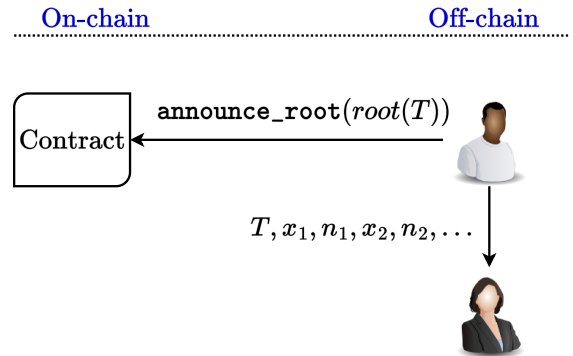 On-chain Off-chain
announce_root(root(T))
Contract
T, x₁, n₁, x₂, n₂, …